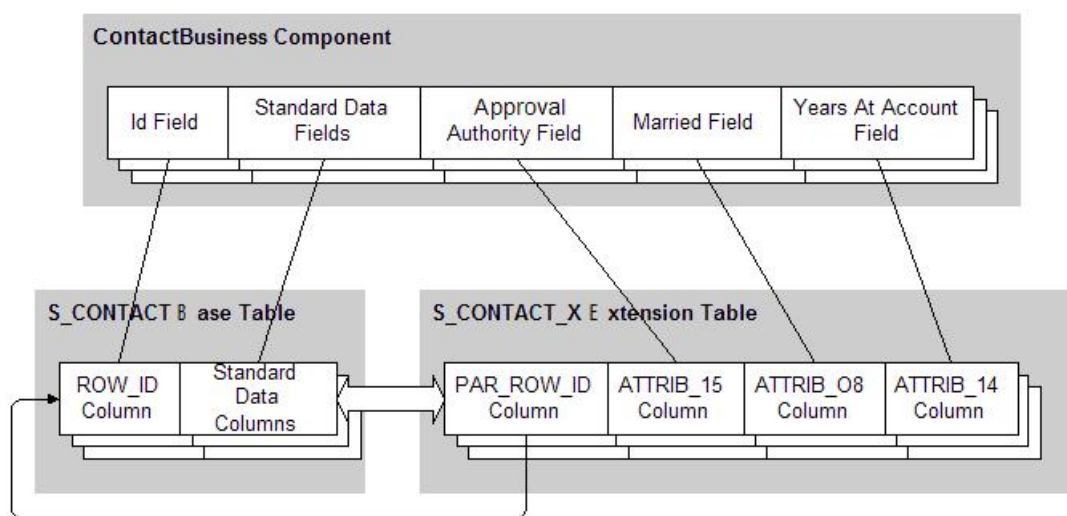 ContactBusiness Component
Id Field
Standard Data
Fields
Approval
Authority Field
Married Field
Years At Account
Field
S_CONTACT B ase Table
ROW_ID
Column
Standard
Data
Columns
S_CONTACT_X E xtension Table
PAR_ROW_ID
Column
ATTRIB_15
Column
ATTRIB_O8
Column
ATTRIB_14
Column